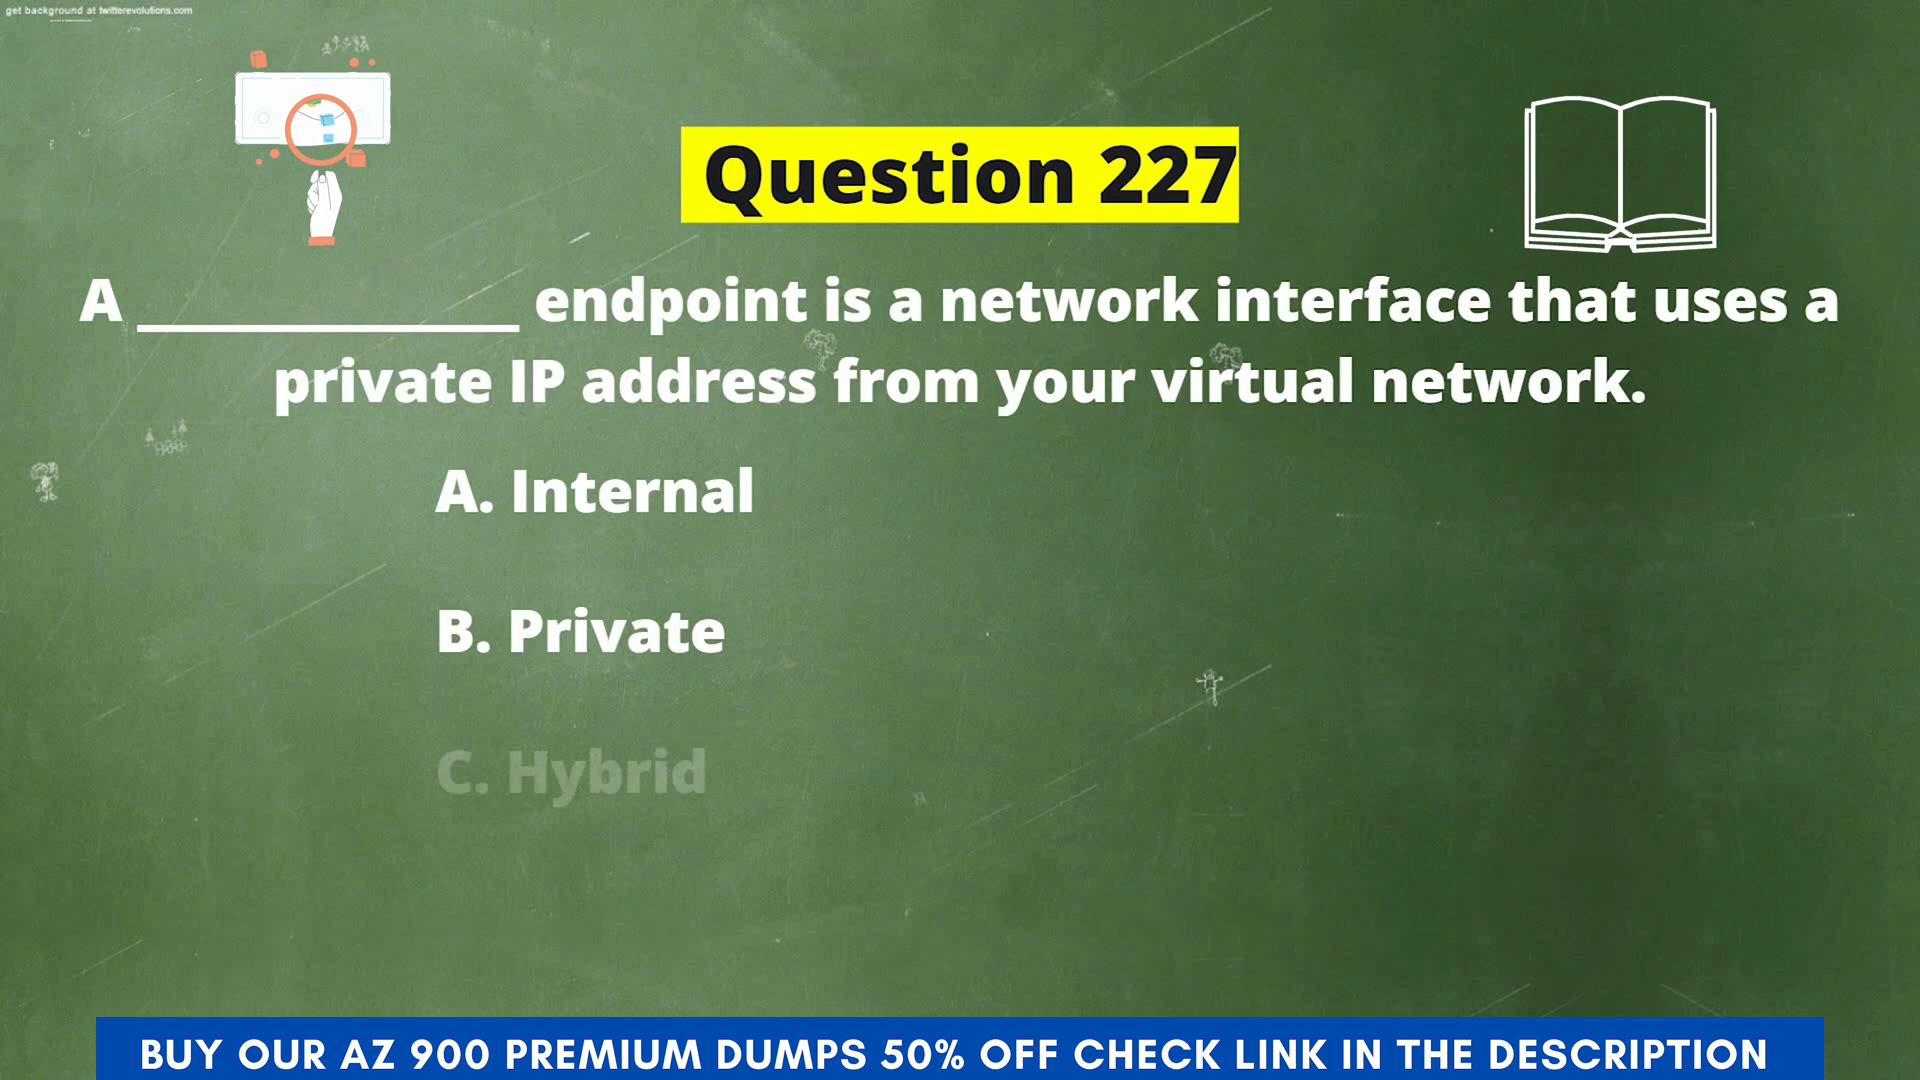 get background at twitterevolutions.com
Question 227
A ______________ endpoint is a network interface that uses a
private IP address from your virtual network.
A. Internal
B. Private
C. Hybrid
BUY OUR AZ 900 PREMIUM DUMPS 50% OFF CHECK LINK IN THE DESCRIPTION